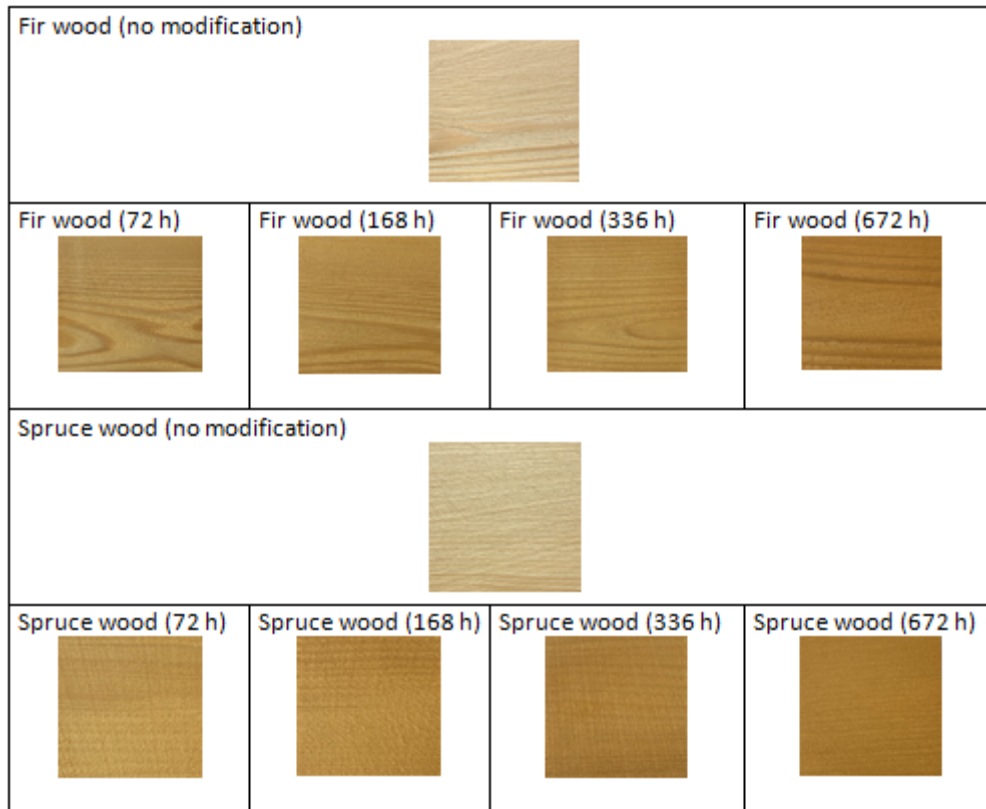 Fir wood (no modification)
Fir wood (72 h)
Fir wood (168 h)
Fir wood (336 h)
Fir wood (672 h)
Spruce wood (no modification)
Spruce wood (72 h)
Spruce wood (168 h)
Spruce wood (336 h)
Spruce wood (672 h)